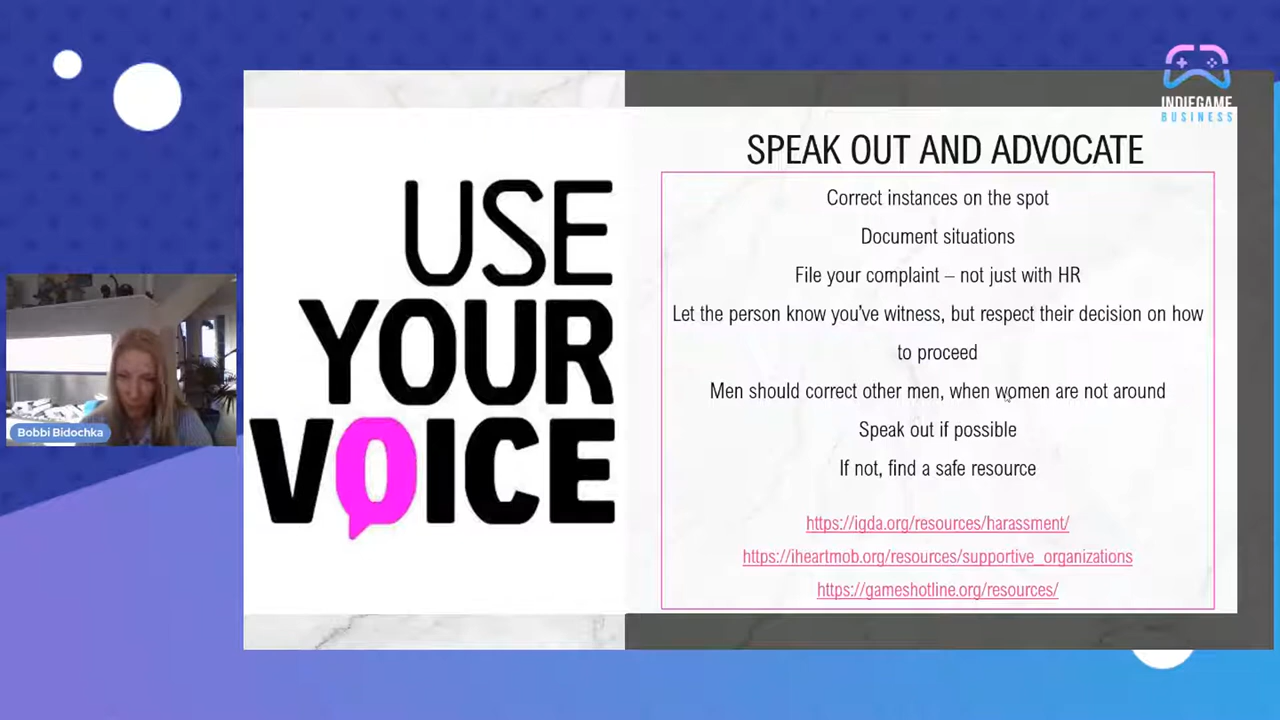 INDIEGAME
BUSINESS
USE
YOUR
VOICE
SPEAK OUT AND ADVOCATE
Correct instances on the spot
Document situations
File your complaint – not just with HR
Let the person know you've witness, but respect their decision on how
to proceed
Men should correct other men, when women are not around
Speak out if possible
If not, find a safe resource
https://igda.org/resources/harassment/
https://iheartmob.org/resources/supportive_organizations
https://gameshotline.org/resources/
Bobbi Bidochka